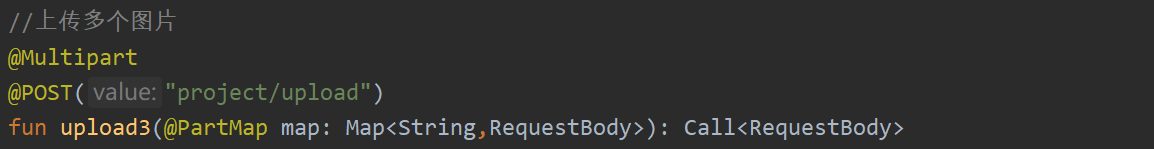 //上传多个图片
@Multipart
@POST( value: "project/upload")
fun upload3(@PartMap map: Map<String,RequestBody>): Call<RequestBody>